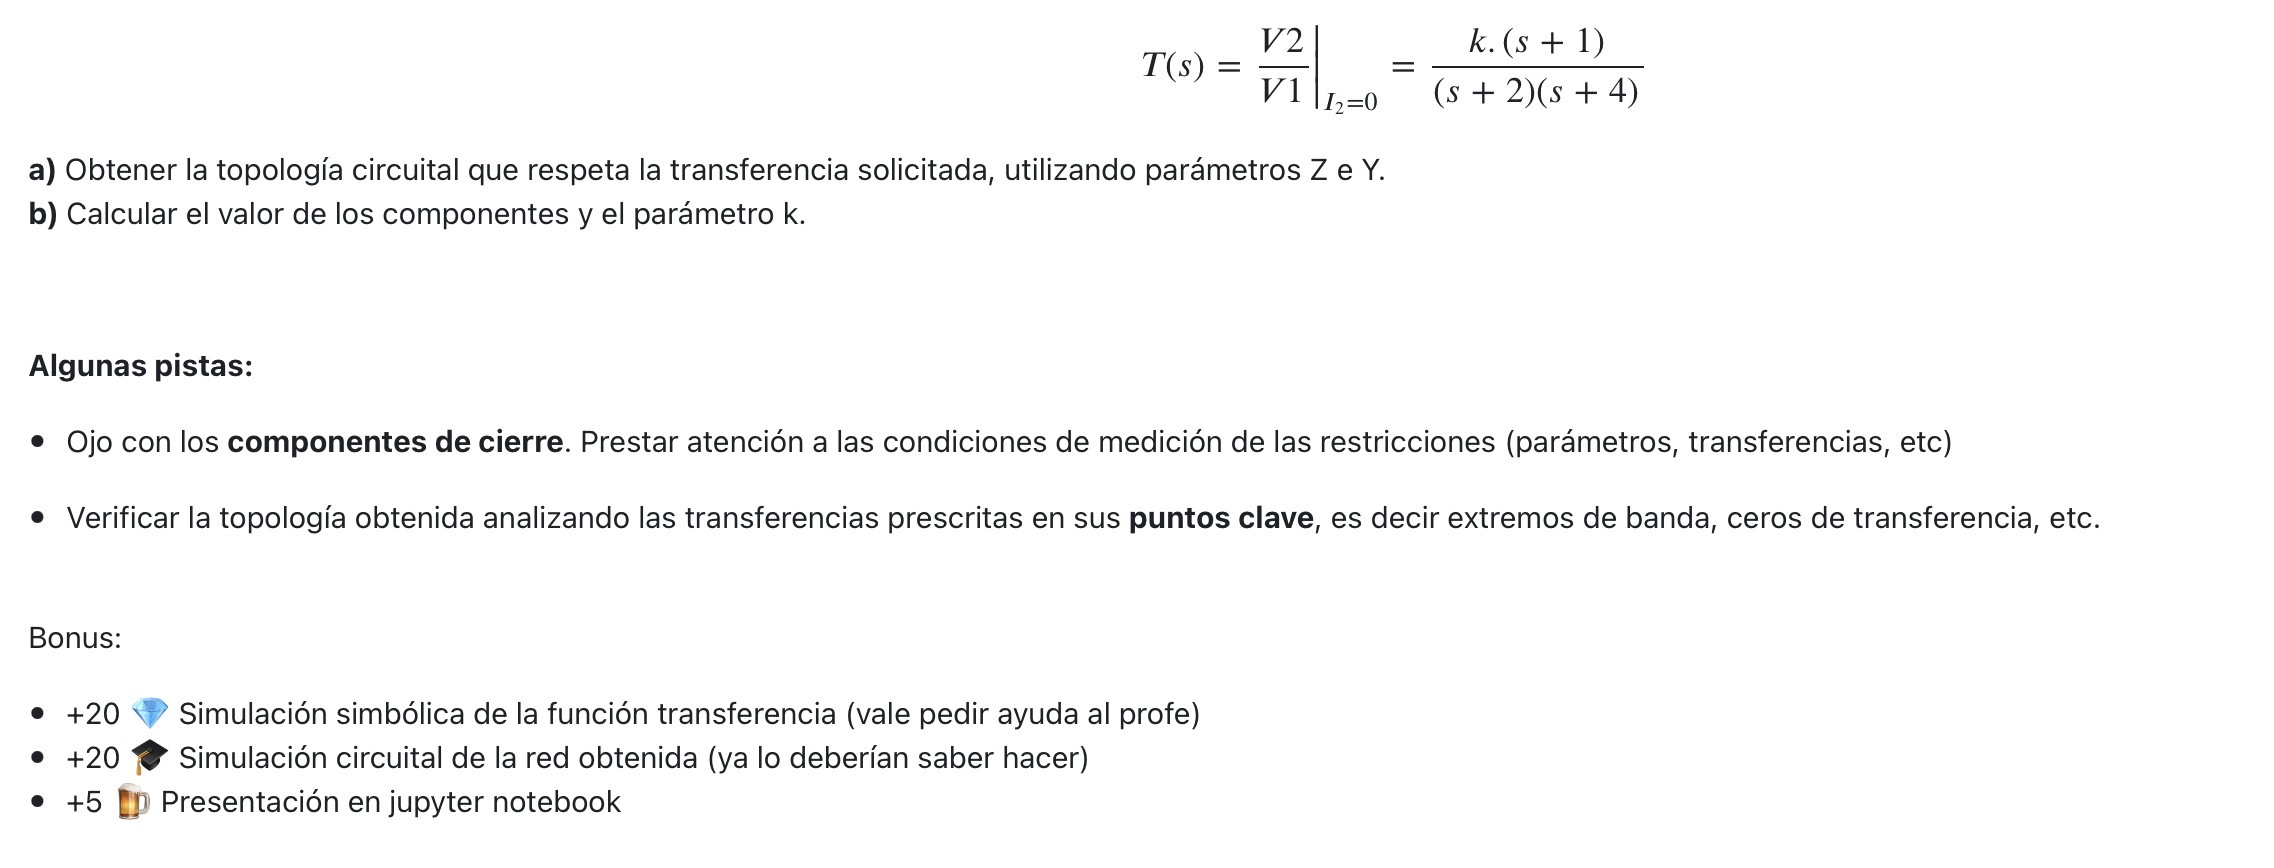 T(s) = V2/V1 |_{I_2=0} = k.(s + 1)/((s + 2)(s + 4))
a) Obtener la topología circuital que respeta la transferencia solicitada, utilizando parámetros Z e Y.
b) Calcular el valor de los componentes y el parámetro k.
Algunas pistas:
• Ojo con los componentes de cierre. Prestar atención a las condiciones de medición de las restricciones (parámetros, transferencias, etc)
• Verificar la topología obtenida analizando las transferencias prescritas en sus puntos clave, es decir extremos de banda, ceros de transferencia, etc.
Bonus:
• +20 💎 Simulación simbólica de la función transferencia (vale pedir ayuda al profe)
• +20 🎓 Simulación circuital de la red obtenida (ya lo deberían saber hacer)
• +5 🍺 Presentación en jupyter notebook